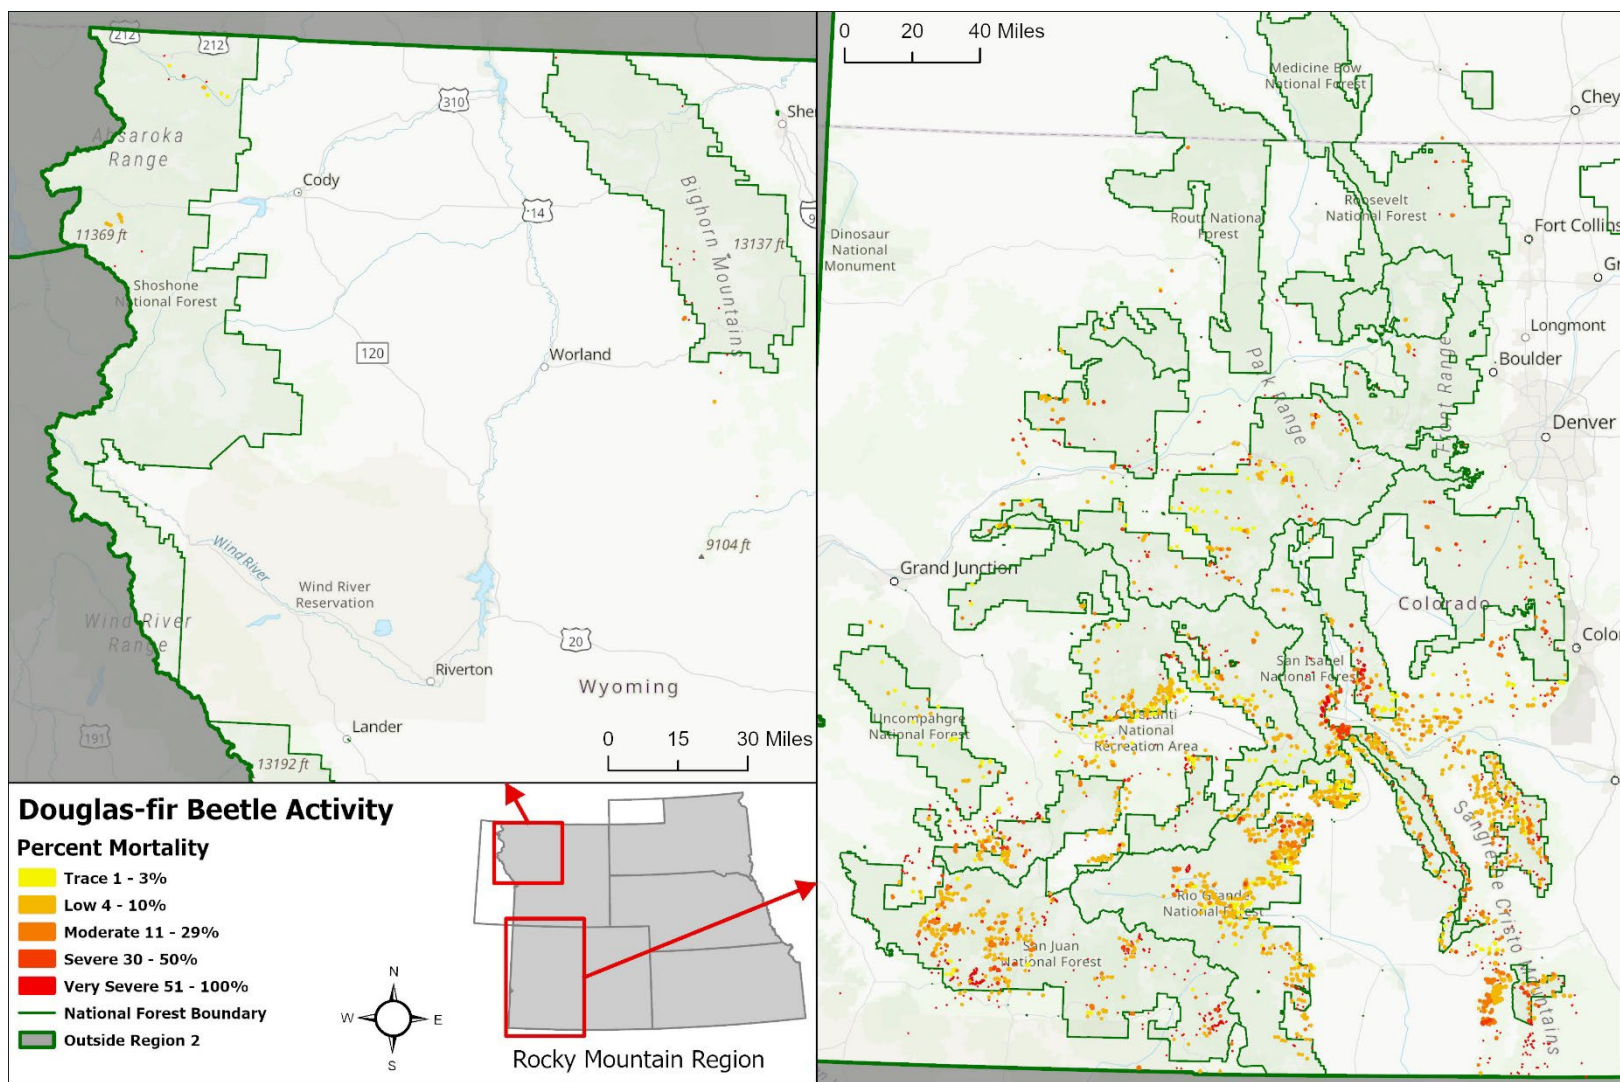 212
212
310
Absaroka
Range
Cody
14
Bighorn Mountains
13137 ft
11369 ft
Shoshone
National Forest
120
Worland
Wind River
Wind River
Reservation
9104 ft
Wind River
Range
20
Riverton
Wyoming
Lander
191
13192 ft
0 15 30 Miles
0 20 40 Miles
Medicine Bow
National Forest
Roosevelt
National Forest
Routt National
Forest
Dinosaur
National
Monument
Fort Collins
Longmont
Boulder
Park Range
Front Range
Denver
Grand Junction
Colorado
San Isabel
National Forest
Uncompahgre
National Forest
Curecanti
National
Recreation Area
Sangre de Cristo Mountains
Rio Grande
National Forest
San Juan
National Forest
Douglas-fir Beetle Activity
Percent Mortality
Trace 1 - 3%
Low 4 - 10%
Moderate 11 - 29%
Severe 30 - 50%
Very Severe 51 - 100%
National Forest Boundary
Outside Region 2
N
W E
S
Rocky Mountain Region